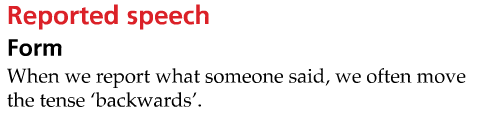 Reported speech
Form
When we report what someone said, we often move
the tense ‘backwards’.